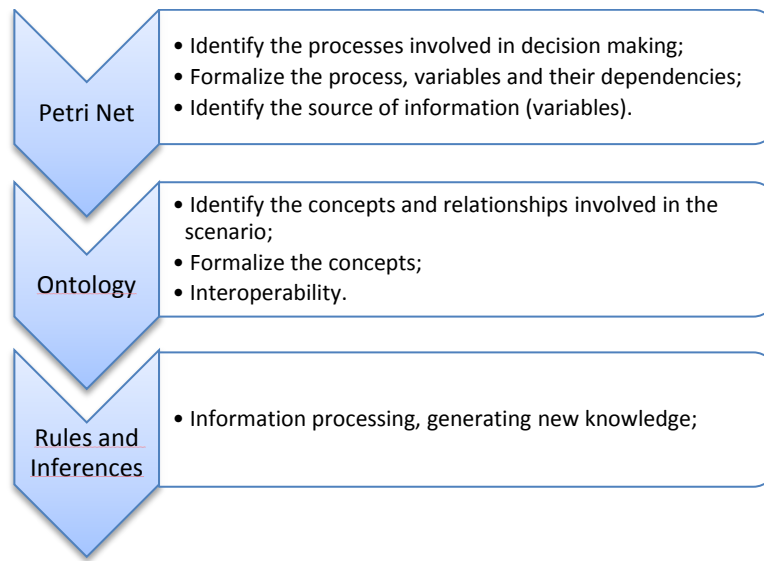 Petri Net
• Identify the processes involved in decision making;
• Formalize the process, variables and their dependencies;
• Identify the source of information (variables).
Ontology
• Identify the concepts and relationships involved in the
scenario;
• Formalize the concepts;
• Interoperability.
Rules and
Inferences
• Information processing, generating new knowledge;